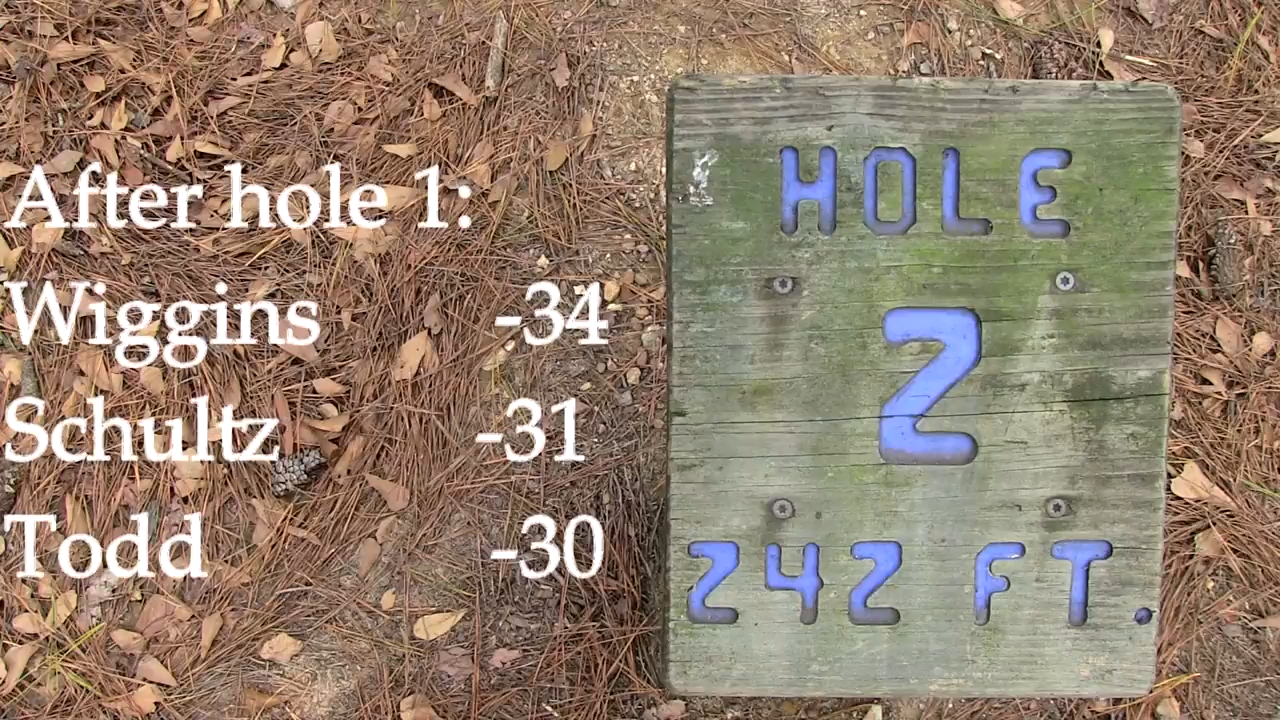 After hole 1:
Wiggins -34
Schultz -31
Todd -30
HOLE
2
242 FT.